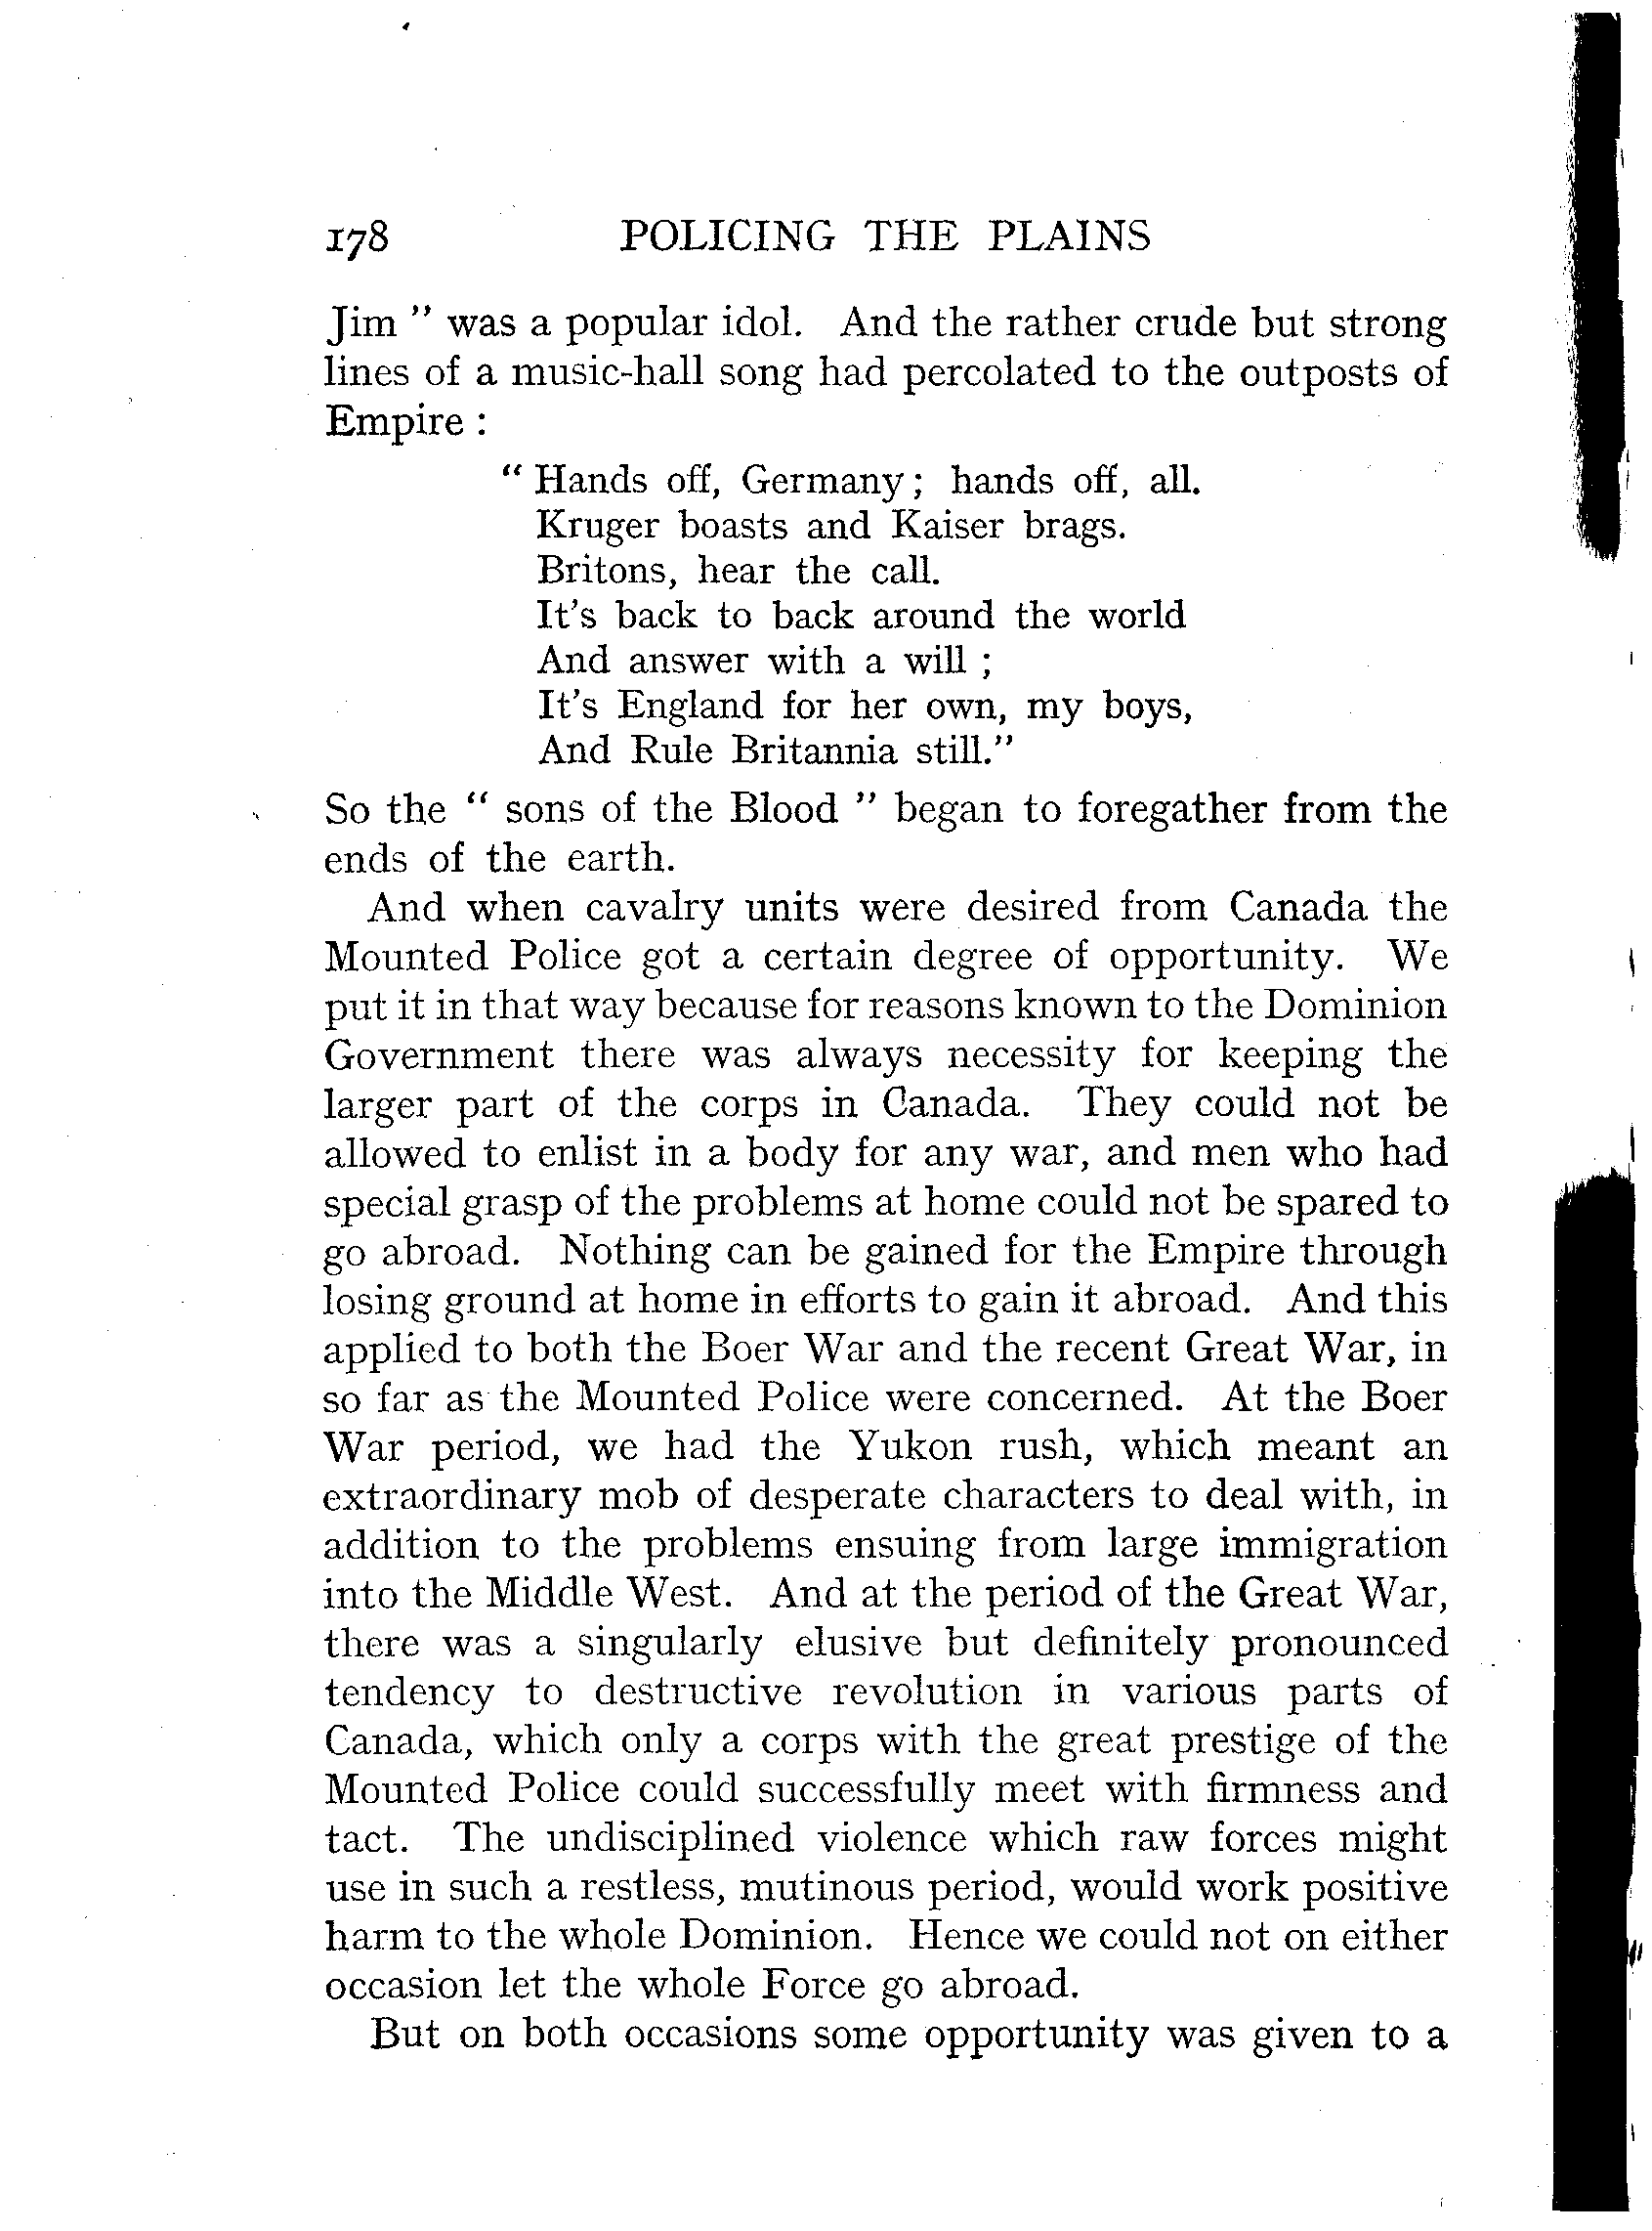 178 POLICING THE PLAINS
Jim " was a popular idol. And the rather crude but strong
lines of a music-hall song had percolated to the outposts of
Empire :
" Hands off, Germany; hands off, all.
Kruger boasts and Kaiser brags.
Britons, hear the call.
It's back to back around the world
And answer with a will ;
It's England for her own, my boys,
And Rule Britannia still."
So the " sons of the Blood " began to foregather from the
ends of the earth.
And when cavalry units were desired from Canada the
Mounted Police got a certain degree of opportunity. We
put it in that way because for reasons known to the Dominion
Government there was always necessity for keeping the
larger part of the corps in Canada. They could not be
allowed to enlist in a body for any war, and men who had
special grasp of the problems at home could not be spared to
go abroad. Nothing can be gained for the Empire through
losing ground at home in efforts to gain it abroad. And this
applied to both the Boer War and the recent Great War, in
so far as the Mounted Police were concerned. At the Boer
War period, we had the Yukon rush, which meant an
extraordinary mob of desperate characters to deal with, in
addition to the problems ensuing from large immigration
into the Middle West. And at the period of the Great War,
there was a singularly elusive but definitely pronounced
tendency to destructive revolution in various parts of
Canada, which only a corps with the great prestige of the
Mounted Police could successfully meet with firmness and
tact. The undisciplined violence which raw forces might
use in such a restless, mutinous period, would work positive
harm to the whole Dominion. Hence we could not on either
occasion let the whole Force go abroad.
But on both occasions some opportunity was given to a